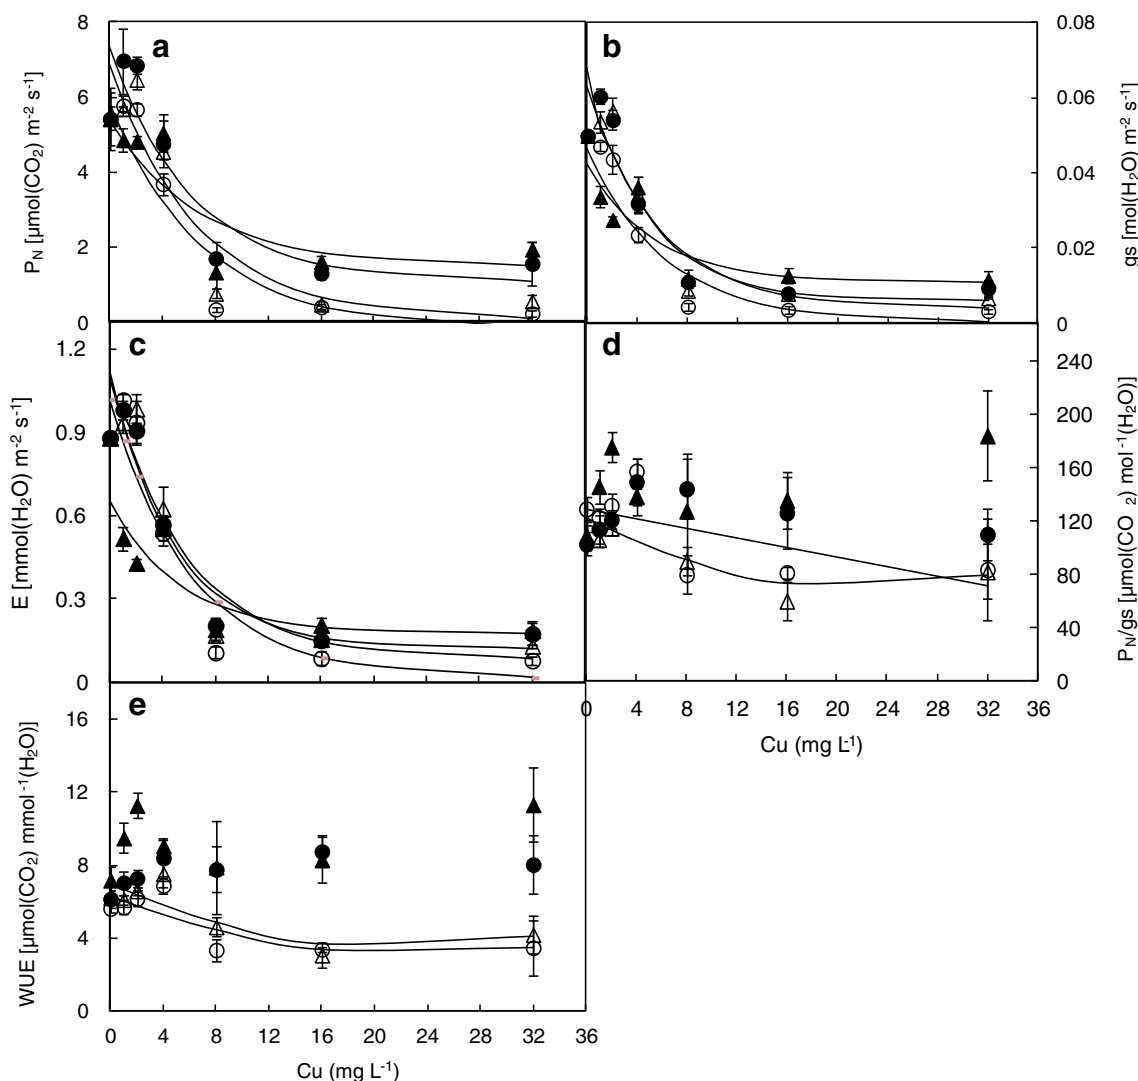 8
6
4
2
0
P_N [µmol(CO₂) m⁻² s⁻¹]
a
b
0.08
0.06
0.04
0.02
0
gs [mol(H₂O) m⁻² s⁻¹]
1.2
0.9
0.6
0.3
0
E [mmol(H₂O) m⁻² s⁻¹]
c
d
240
200
160
120
80
40
0
P_N/gs [µmol(CO ₂) mol⁻¹(H₂O)]
0 4 8 12 16 20 24 28 32 36
Cu (mg L⁻¹)
16
12
8
4
0
WUE [µmol(CO₂) mmol⁻¹(H₂O)]
e
0 4 8 12 16 20 24 28 32 36
Cu (mg L⁻¹)